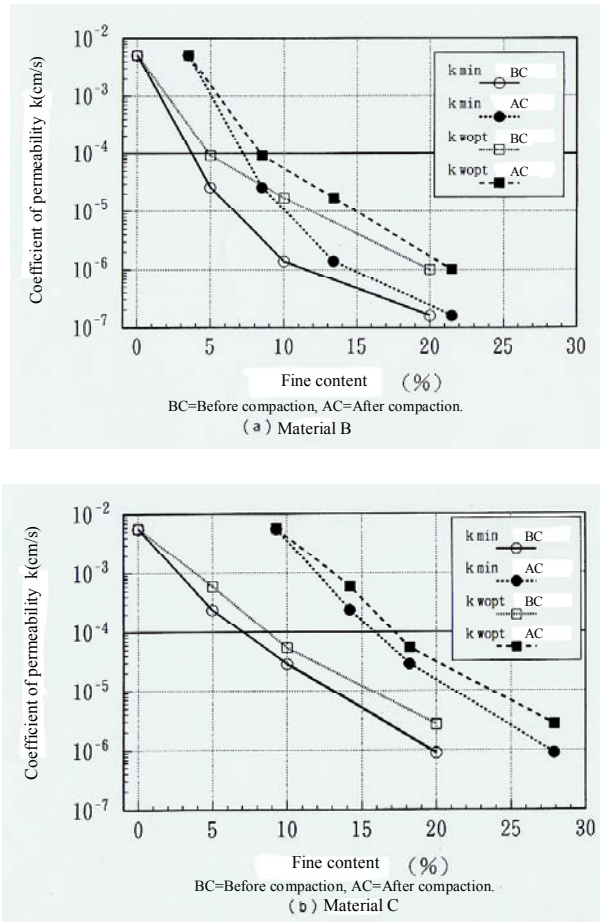 10-2
10-3
10-4
10-5
10-6
10-7
Coefficient of permeability k(cm/s)
k min BC
k min AC
k wopt BC
k wopt AC
0 5 10 15 20 25 30
Fine content (%)
BC=Before compaction, AC=After compaction.
(a) Material B
10-2
10-3
10-4
10-5
10-6
10-7
Coefficient of permeability k(cm/s)
k min BC
k min AC
k wopt BC
k wopt AC
0 5 10 15 20 25 30
Fine content (%)
BC=Before compaction, AC=After compaction.
(b) Material C